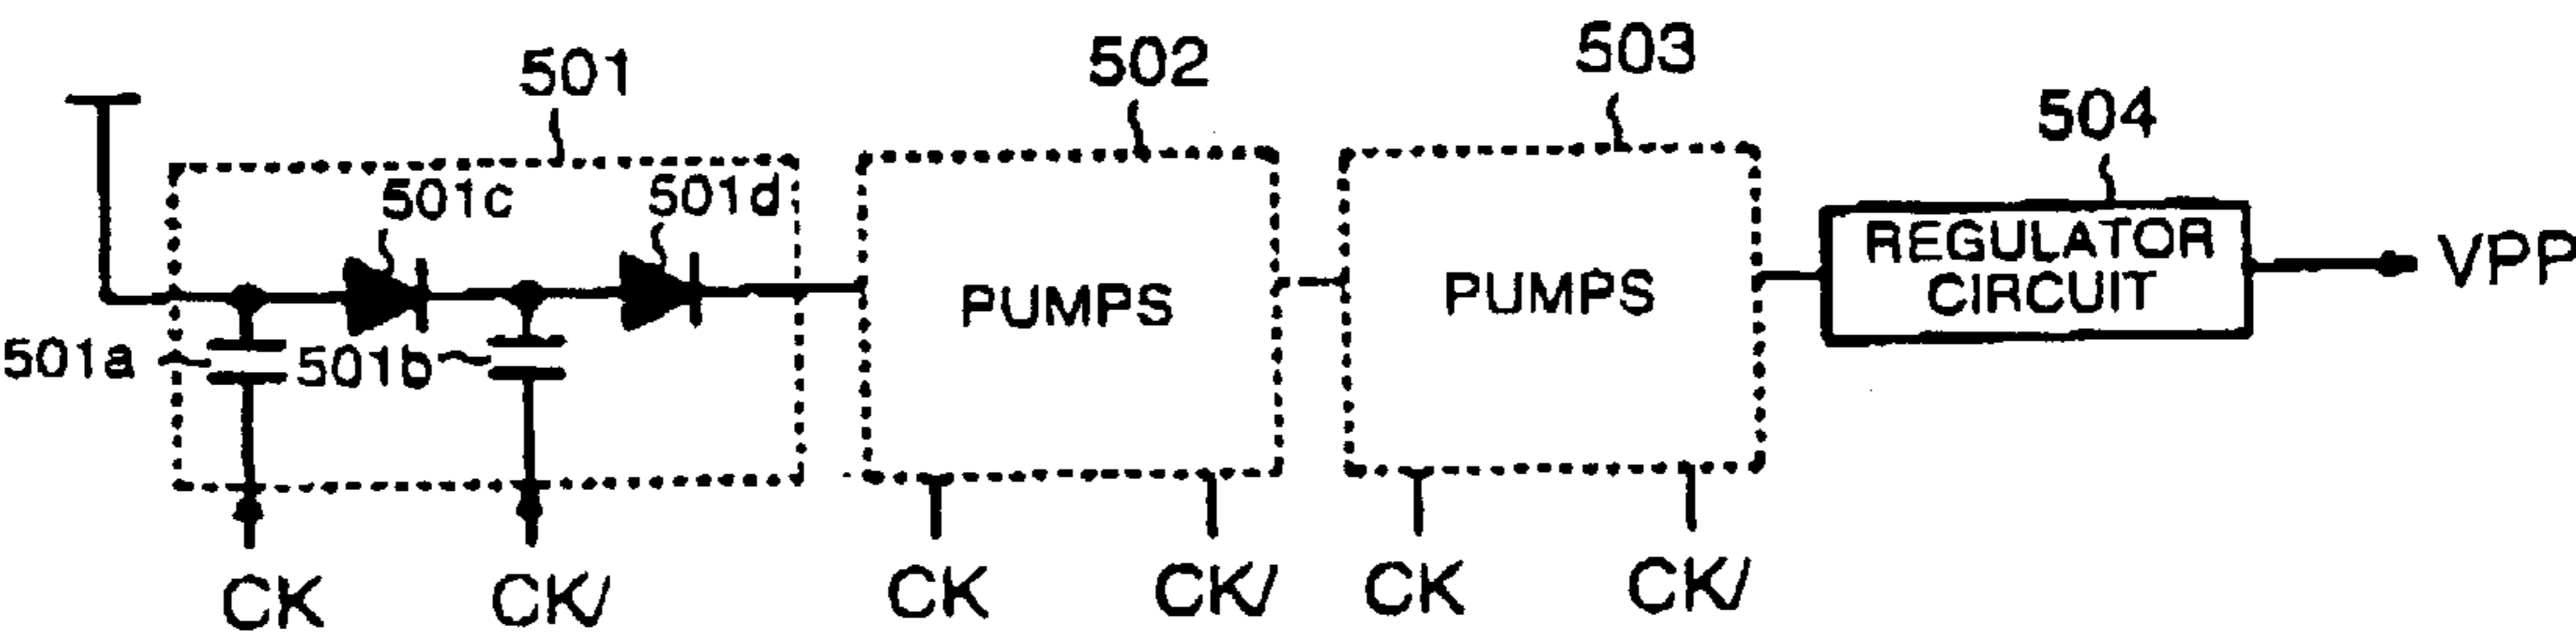 501
502
503
504
501c
501d
REGULATOR
CIRCUIT
VPP
PUMPS
PUMPS
501a
501b
CK
CK/
CK
CK/
CK
CK/